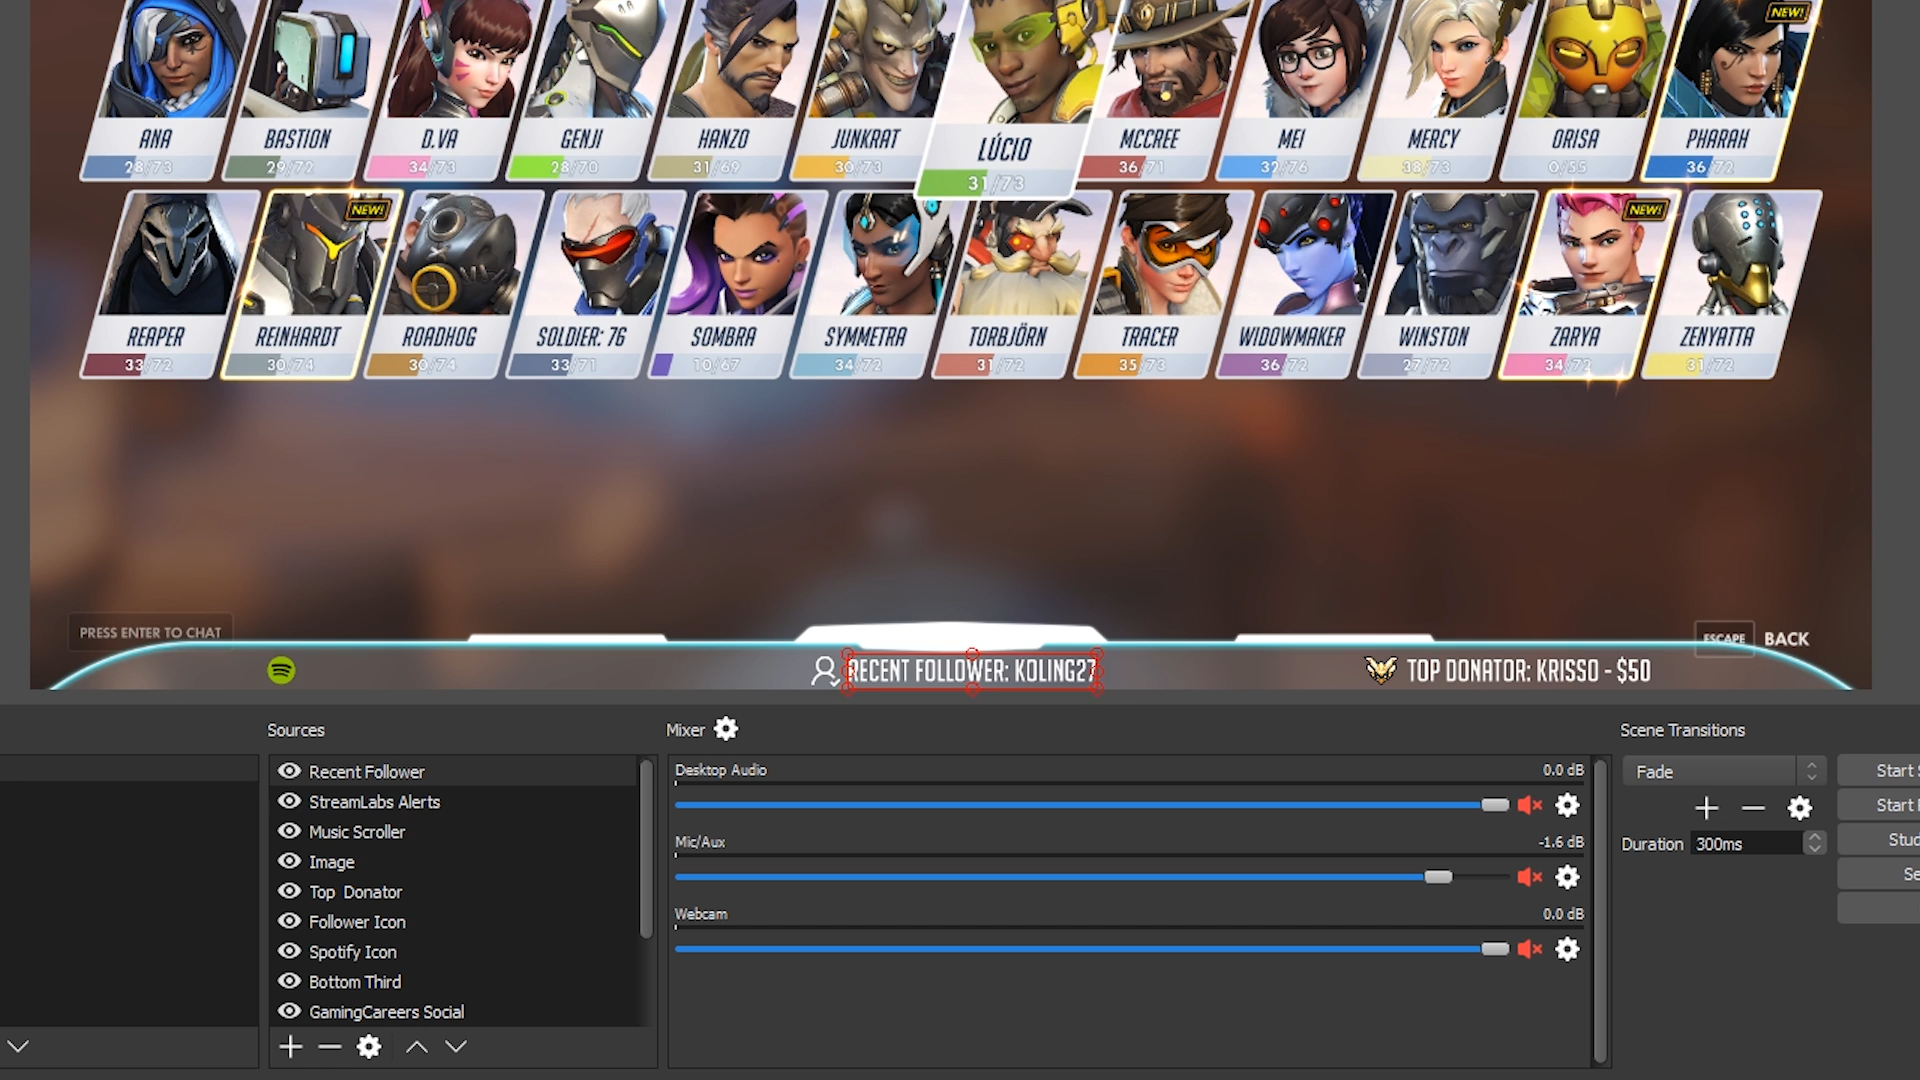 NEW!
ANA BASTION D.VA GENJI HANZO JUNKRAT LÚCIO MCCREE MEI MERCY ORISA PHARAH
28/73 29/72 34/73 28/70 31/69 30/73 31/73 36/71 32/76 38/73 0/55 36/72
NEW! NEW!
REAPER REINHARDT ROADHOG SOLDIER: 76 SOMBRA SYMMETRA TORBJÖRN TRACER WIDOWMAKER WINSTON ZARYA ZENYATTA
33/72 30/74 30/74 33/71 10/67 34/72 31/72 35/73 36/72 27/72 34/72 31/72
PRESS ENTER TO CHAT ESCAPE BACK
RECENT FOLLOWER: KOLING27 TOP DONATOR: KRISSO - $50
Sources Mixer Scene Transitions
Recent Follower
StreamLabs Alerts
Music Scroller
Image
Top Donator
Follower Icon
Spotify Icon
Bottom Third
GamingCareers Social
Desktop Audio 0.0 dB
Mic/Aux -1.6 dB
Webcam 0.0 dB
Fade
Duration 300ms
Start
Start
Stud
Se